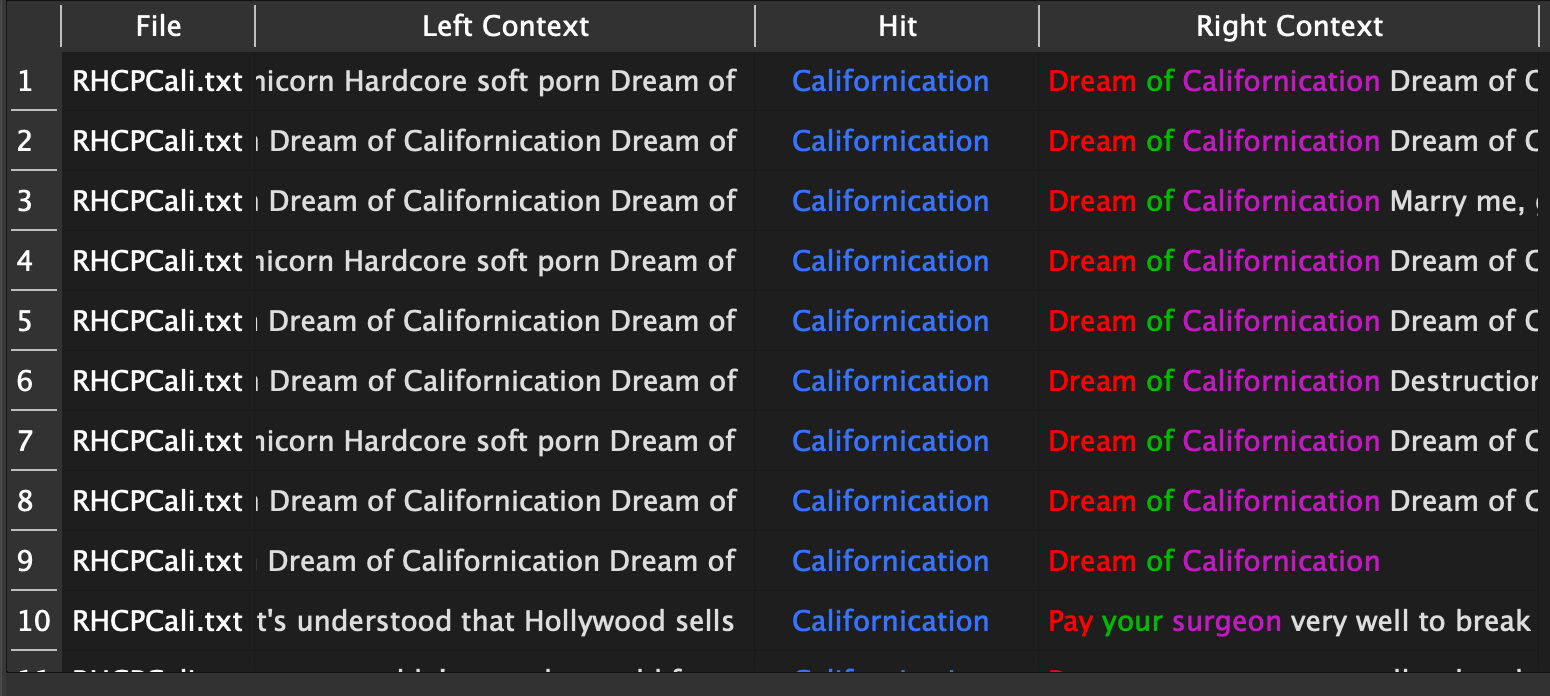 File Left Context Hit Right Context
1 RHCPCali.txt nicorn Hardcore soft porn Dream of Californication Dream of Californication Dream of C
2 RHCPCali.txt Dream of Californication Dream of Californication Dream of Californication Dream of C
3 RHCPCali.txt Dream of Californication Dream of Californication Dream of Californication Marry me,
4 RHCPCali.txt nicorn Hardcore soft porn Dream of Californication Dream of Californication Dream of C
5 RHCPCali.txt Dream of Californication Dream of Californication Dream of Californication Dream of C
6 RHCPCali.txt Dream of Californication Dream of Californication Dream of Californication Destruction
7 RHCPCali.txt nicorn Hardcore soft porn Dream of Californication Dream of Californication Dream of C
8 RHCPCali.txt Dream of Californication Dream of Californication Dream of Californication Dream of C
9 RHCPCali.txt Dream of Californication Dream of Californication Dream of Californication
10 RHCPCali.txt t's understood that Hollywood sells Californication Pay your surgeon very well to break